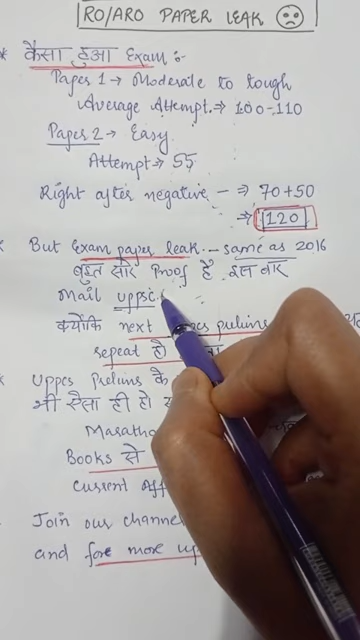 RO/ARO PAPER LEAK
* कैसा हुआ Exam :-
Paper 1 → Moderate to tough
Average Attempt. ⇒ 100-110
Paper 2 → Easy
Attempt ⇒ 55
Right after negative - ⇒ 70+50
⇒ 120
* But Exam paper leak - same as 2016
बहुत सारे Proof हैं इस बार
Mail uppsc.
क्योंकि next prelims
repeat हो
* Uppcs Prelims के
भी ऐसा ही हो
Books से
Current
Join our channel
and for more up